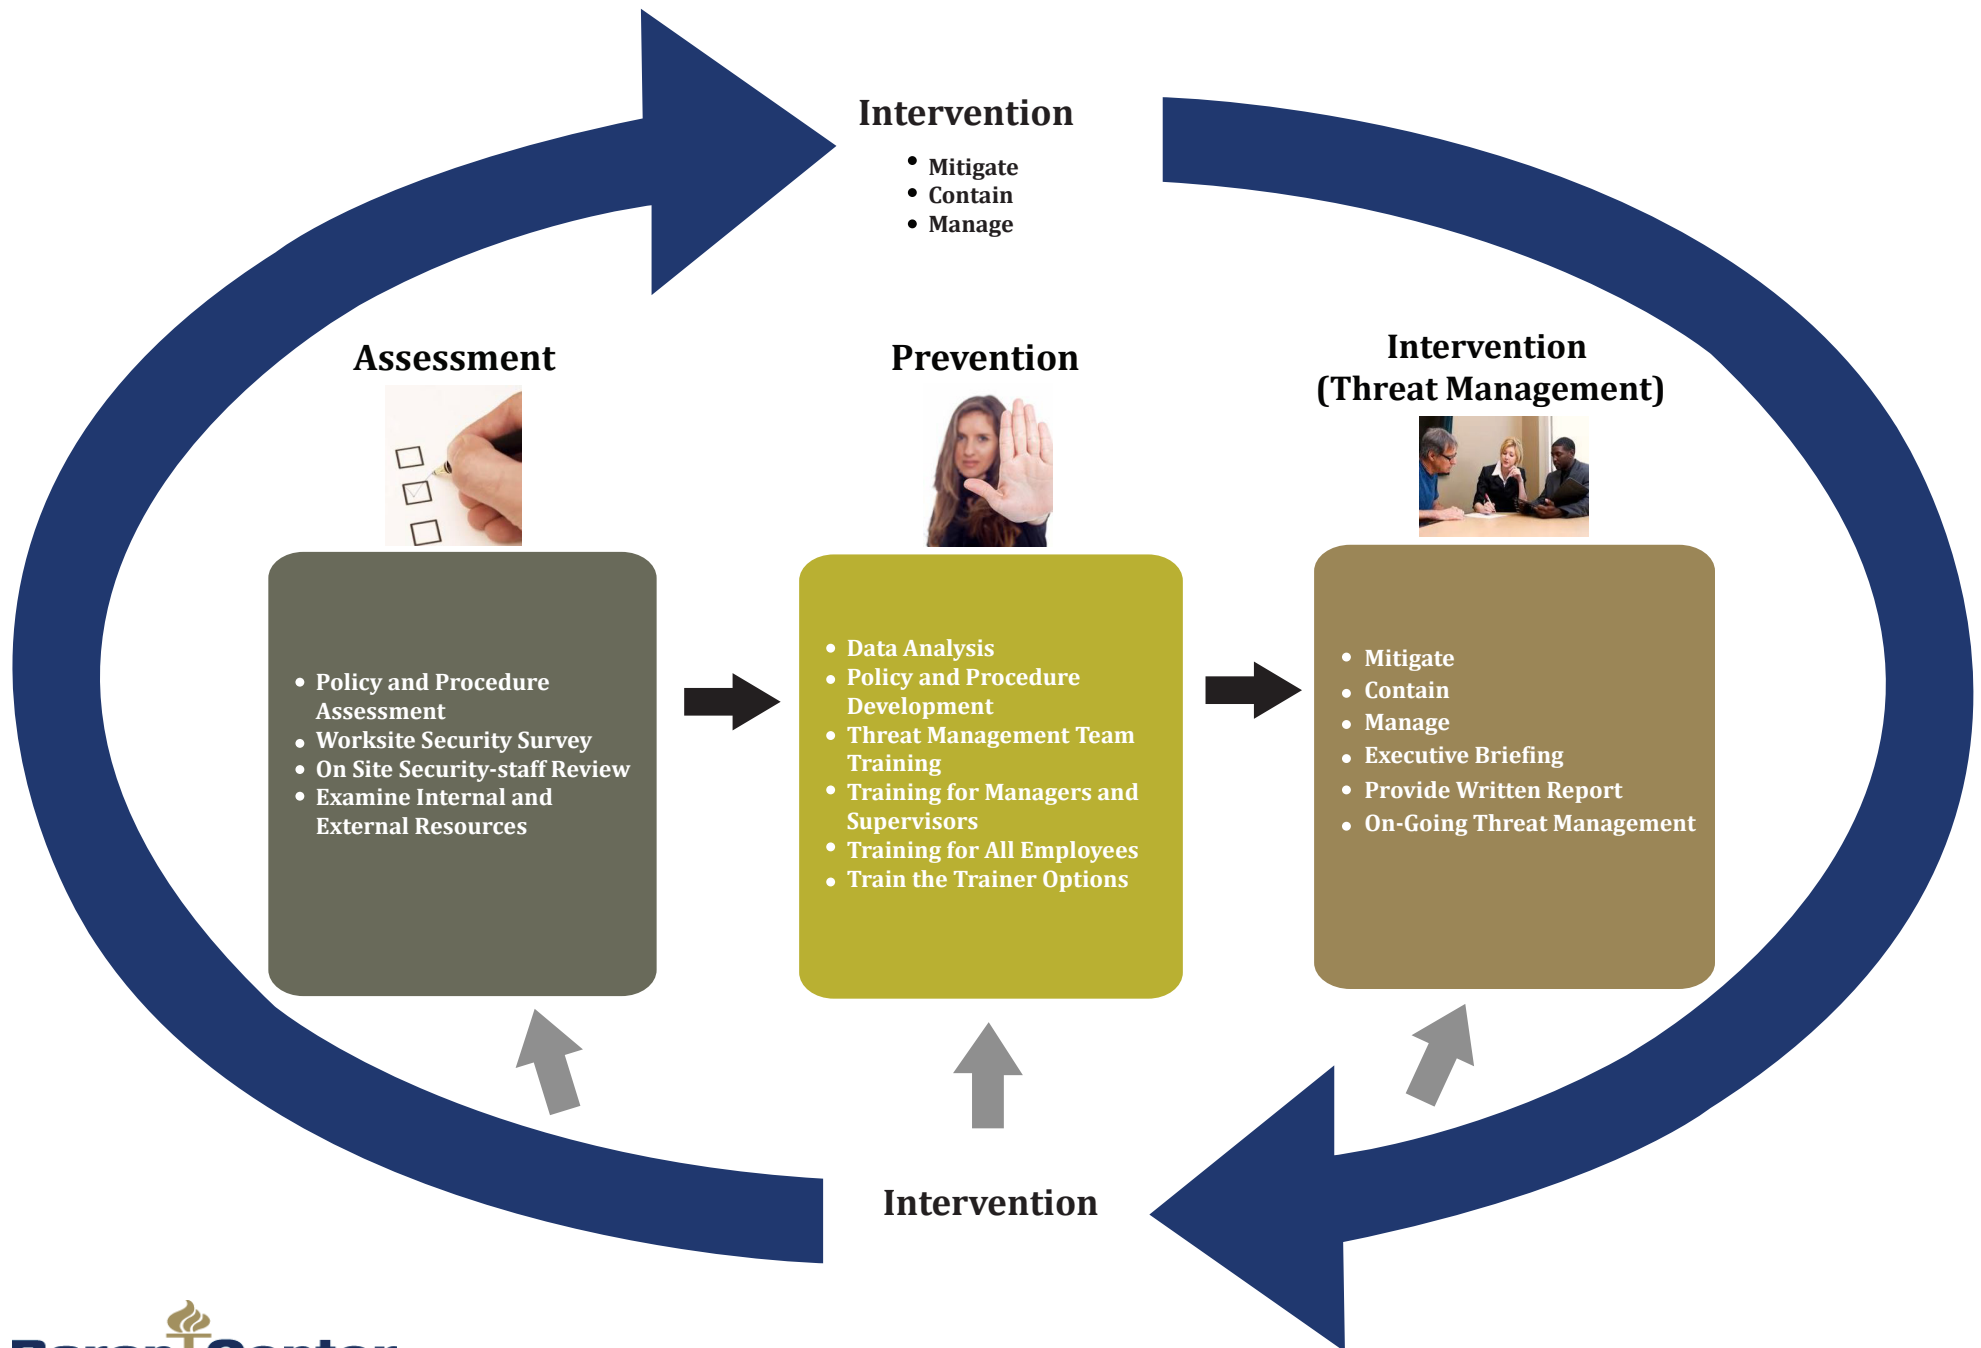 Intervention
• Mitigate
• Contain
• Manage
Assessment
Prevention
Intervention
(Threat Management)
• Policy and Procedure
Assessment
• Worksite Security Survey
• On Site Security-staff Review
• Examine Internal and
External Resources
• Data Analysis
• Policy and Procedure
Development
• Threat Management Team
Training
• Training for Managers and
Supervisors
• Training for All Employees
• Train the Trainer Options
• Mitigate
• Contain
• Manage
• Executive Briefing
• Provide Written Report
• On-Going Threat Management
Intervention
Center